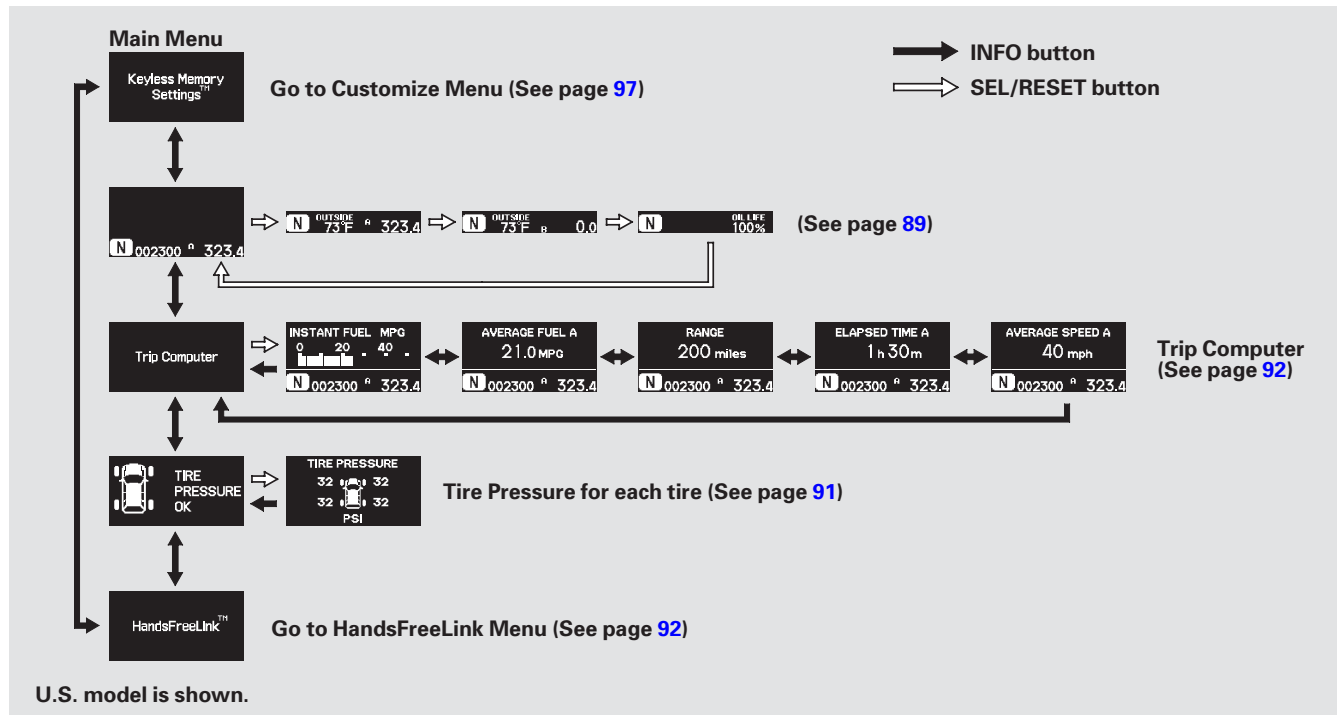 Main Menu
Keyless Memory
Settings™
Go to Customize Menu (See page 97)
INFO button
SEL/RESET button
N 002300 A 323.4
N OUTSIDE 73°F A 323.4
N OUTSIDE 73°F B 0.0
N OIL LIFE 100%
(See page 89)
Trip Computer
INSTANT FUEL MPG
0 20 40
N 002300 A 323.4
AVERAGE FUEL A
21.0 MPG
N 002300 A 323.4
RANGE
200 miles
N 002300 A 323.4
ELAPSED TIME A
1h 30m
N 002300 A 323.4
AVERAGE SPEED A
40 mph
N 002300 A 323.4
Trip Computer
(See page 92)
TIRE
PRESSURE
OK
TIRE PRESSURE
32 32
32 32
PSI
Tire Pressure for each tire (See page 91)
HandsFreeLink™
Go to HandsFreeLink Menu (See page 92)
U.S. model is shown.